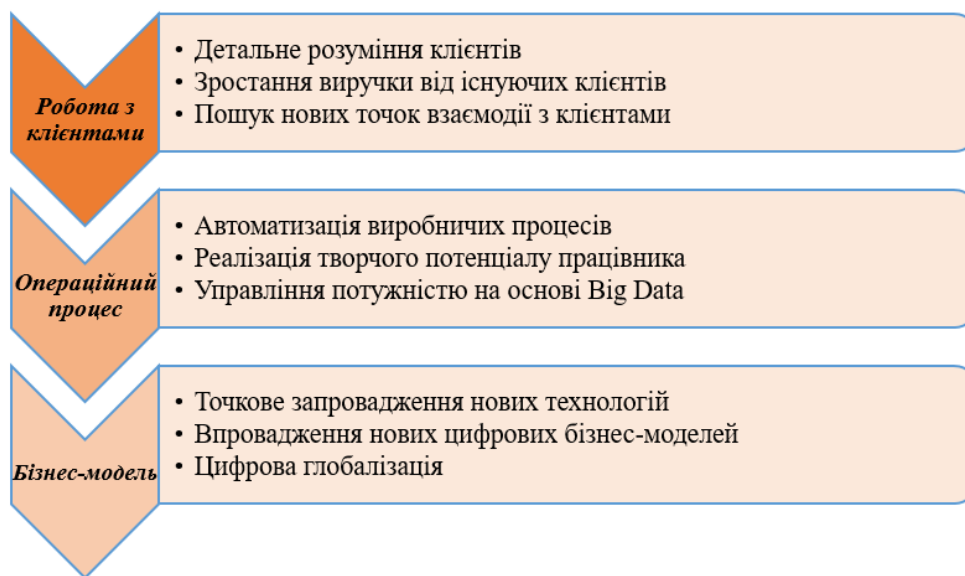 Робота з
клієнтами
• Детальне розуміння клієнтів
• Зростання виручки від існуючих клієнтів
• Пошук нових точок взаємодії з клієнтами
Операційний
процес
• Автоматизація виробничих процесів
• Реалізація творчого потенціалу працівника
• Управління потужністю на основі Big Data
Бізнес-модель
• Точкове запровадження нових технологій
• Впровадження нових цифрових бізнес-моделей
• Цифрова глобалізація